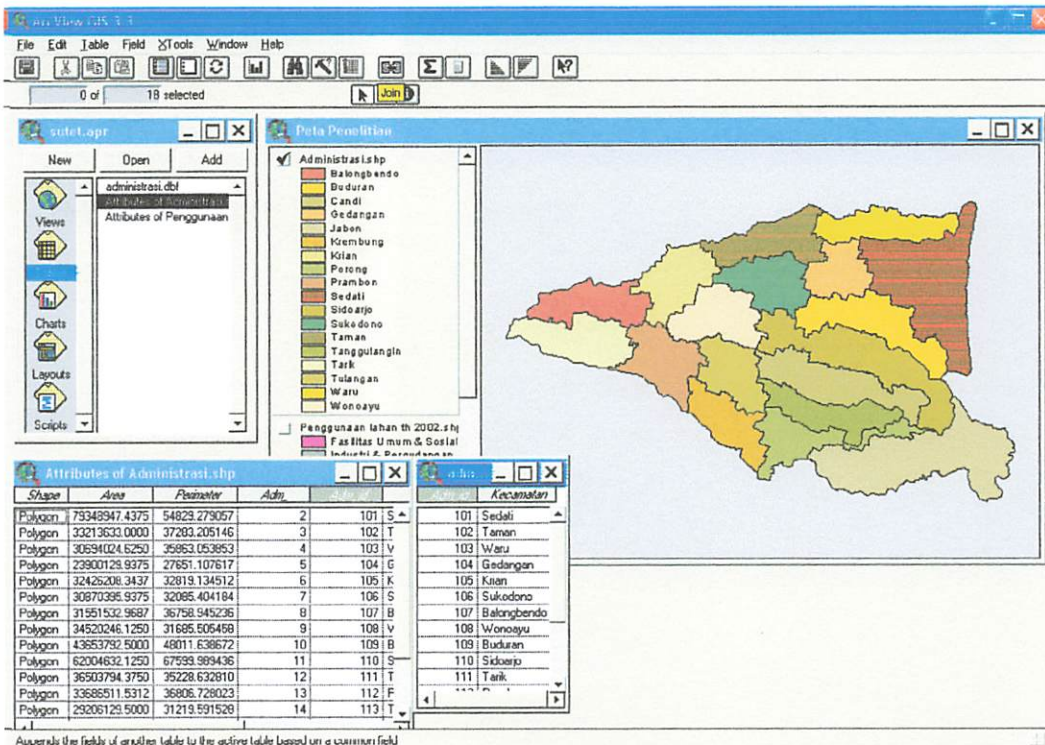 Arc View GIS 3.3
File Edit Table Field XTools Window Help
0 of 18 selected
Join
sutet.apr
New Open Add
Views
Charts
Layouts
Scripts
administrasi.dbf
Attributes of Administrasi
Attributes of Penggunaan
Peta Penelitian
Administrasi.shp
Balongbendo
Buduran
Candi
Gedangan
Jabon
Krembung
Krian
Porong
Prambon
Sedati
Sidoarjo
Sukodono
Taman
Tanggulangin
Tarik
Tulangan
Waru
Wonoayu
Penggunaan lahan th 2002.shp
Fasilitas Umum & Sosial
Industri & Pergudangan
Attributes of Administrasi.shp
Shape Area Perimeter Adm_ Adm_id
Polygon 79348947.4375 54829.279057 2 101 S
Polygon 33213633.0000 37283.205146 3 102 T
Polygon 30694024.6250 35863.053853 4 103 V
Polygon 23900129.9375 27651.107617 5 104 G
Polygon 32426208.3437 32819.134512 6 105 K
Polygon 30870395.9375 32085.404184 7 106 S
Polygon 31551532.9687 36758.945236 8 107 B
Polygon 34520246.1250 31685.505458 9 108 V
Polygon 43653792.5000 48011.638672 10 109 B
Polygon 62004632.1250 67599.989436 11 110 S
Polygon 36503794.3750 35228.632810 12 111 T
Polygon 33686511.5312 36806.728023 13 112 F
Polygon 29206129.5000 31219.591528 14 113 T
Adm_id Kecamatan
101 Sedati
102 Taman
103 Waru
104 Gedangan
105 Krian
106 Sukodono
107 Balongbendo
108 Wonoayu
109 Buduran
110 Sidoarjo
111 Tarik
Appends the fields of another table to the active table based on a common field